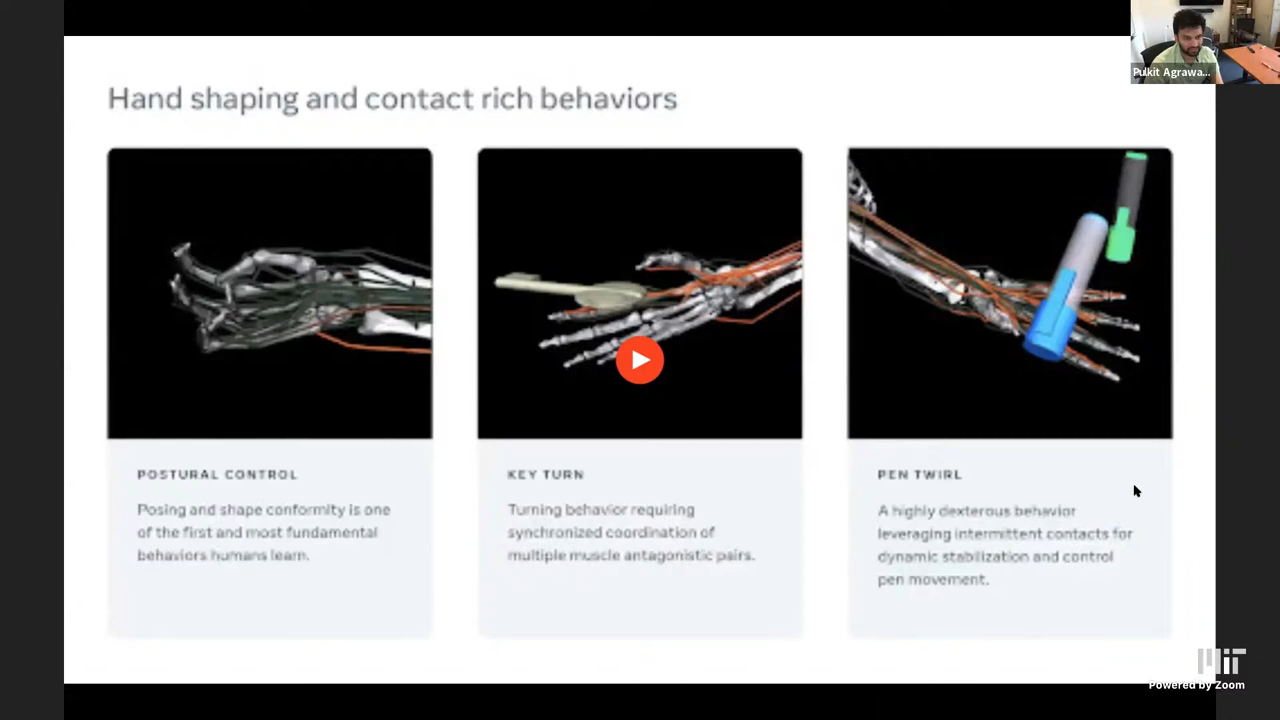 Pulkit Agrawa...
Hand shaping and contact rich behaviors
POSTURAL CONTROL
Posing and shape conformity is one
of the first and most fundamental
behaviors humans learn.
KEY TURN
Turning behavior requiring
synchronized coordination of
multiple muscle antagonistic pairs.
PEN TWIRL
A highly dexterous behavior
leveraging intermittent contacts for
dynamic stabilization and control
pen movement.
MIT
Powered by Zoom